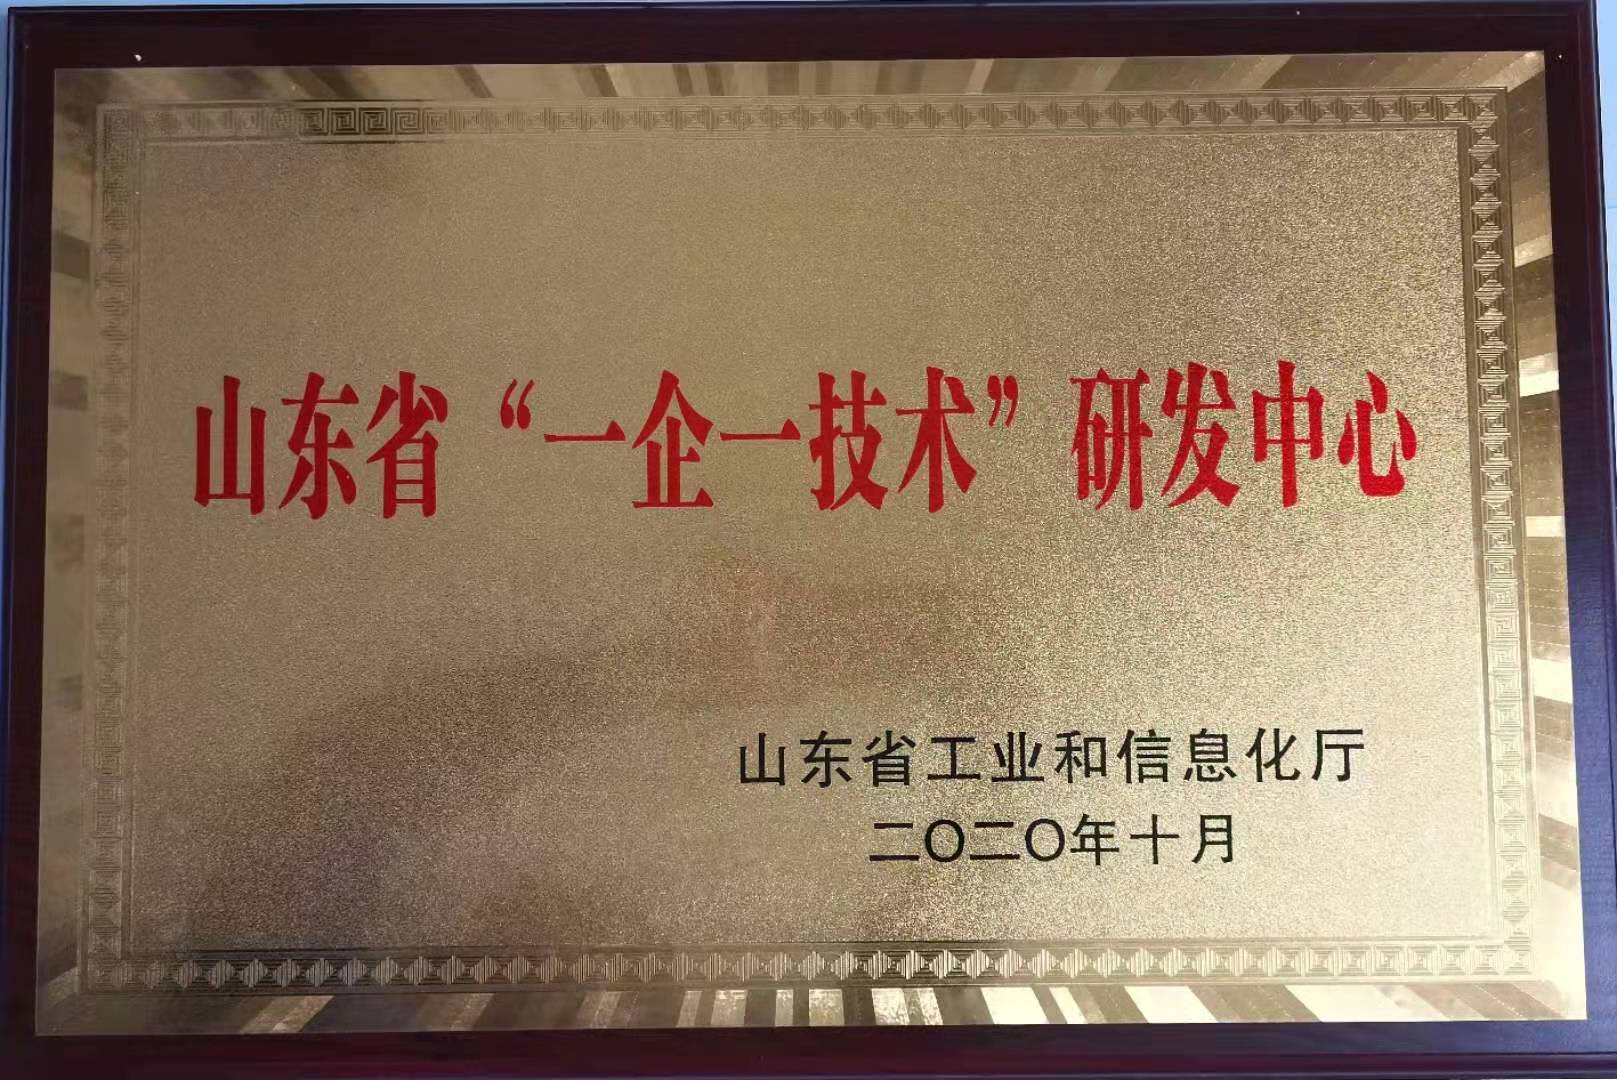 山东省“一企一技术”研发中心
山东省工业和信息化厅
二〇二〇年十月